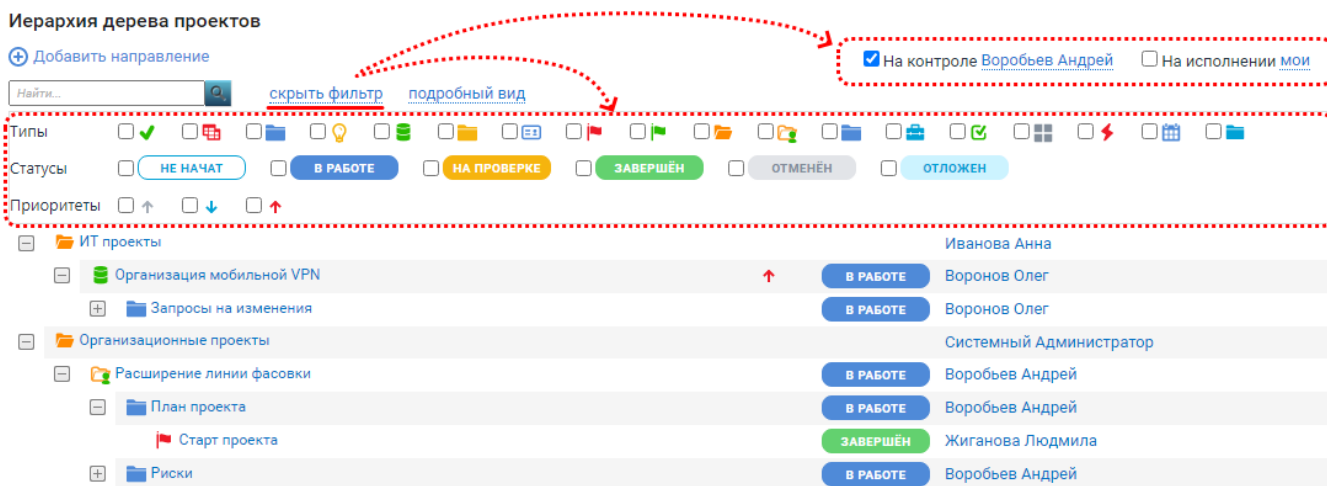 Иерархия дерева проектов
Добавить направление
На контроле Воробьев Андрей На исполнении мои
Найти... скрыть фильтр подробный вид
Типы
Статусы НЕ НАЧАТ В РАБОТЕ НА ПРОВЕРКЕ ЗАВЕРШЁН ОТМЕНЁН ОТЛОЖЕН
Приоритеты
ИТ проекты Иванова Анна
Организация мобильной VPN В РАБОТЕ Воронов Олег
Запросы на изменения В РАБОТЕ Воронов Олег
Организационные проекты Системный Администратор
Расширение линии фасовки В РАБОТЕ Воробьев Андрей
План проекта В РАБОТЕ Воробьев Андрей
Старт проекта ЗАВЕРШЁН Жиганова Людмила
Риски В РАБОТЕ Воробьев Андрей